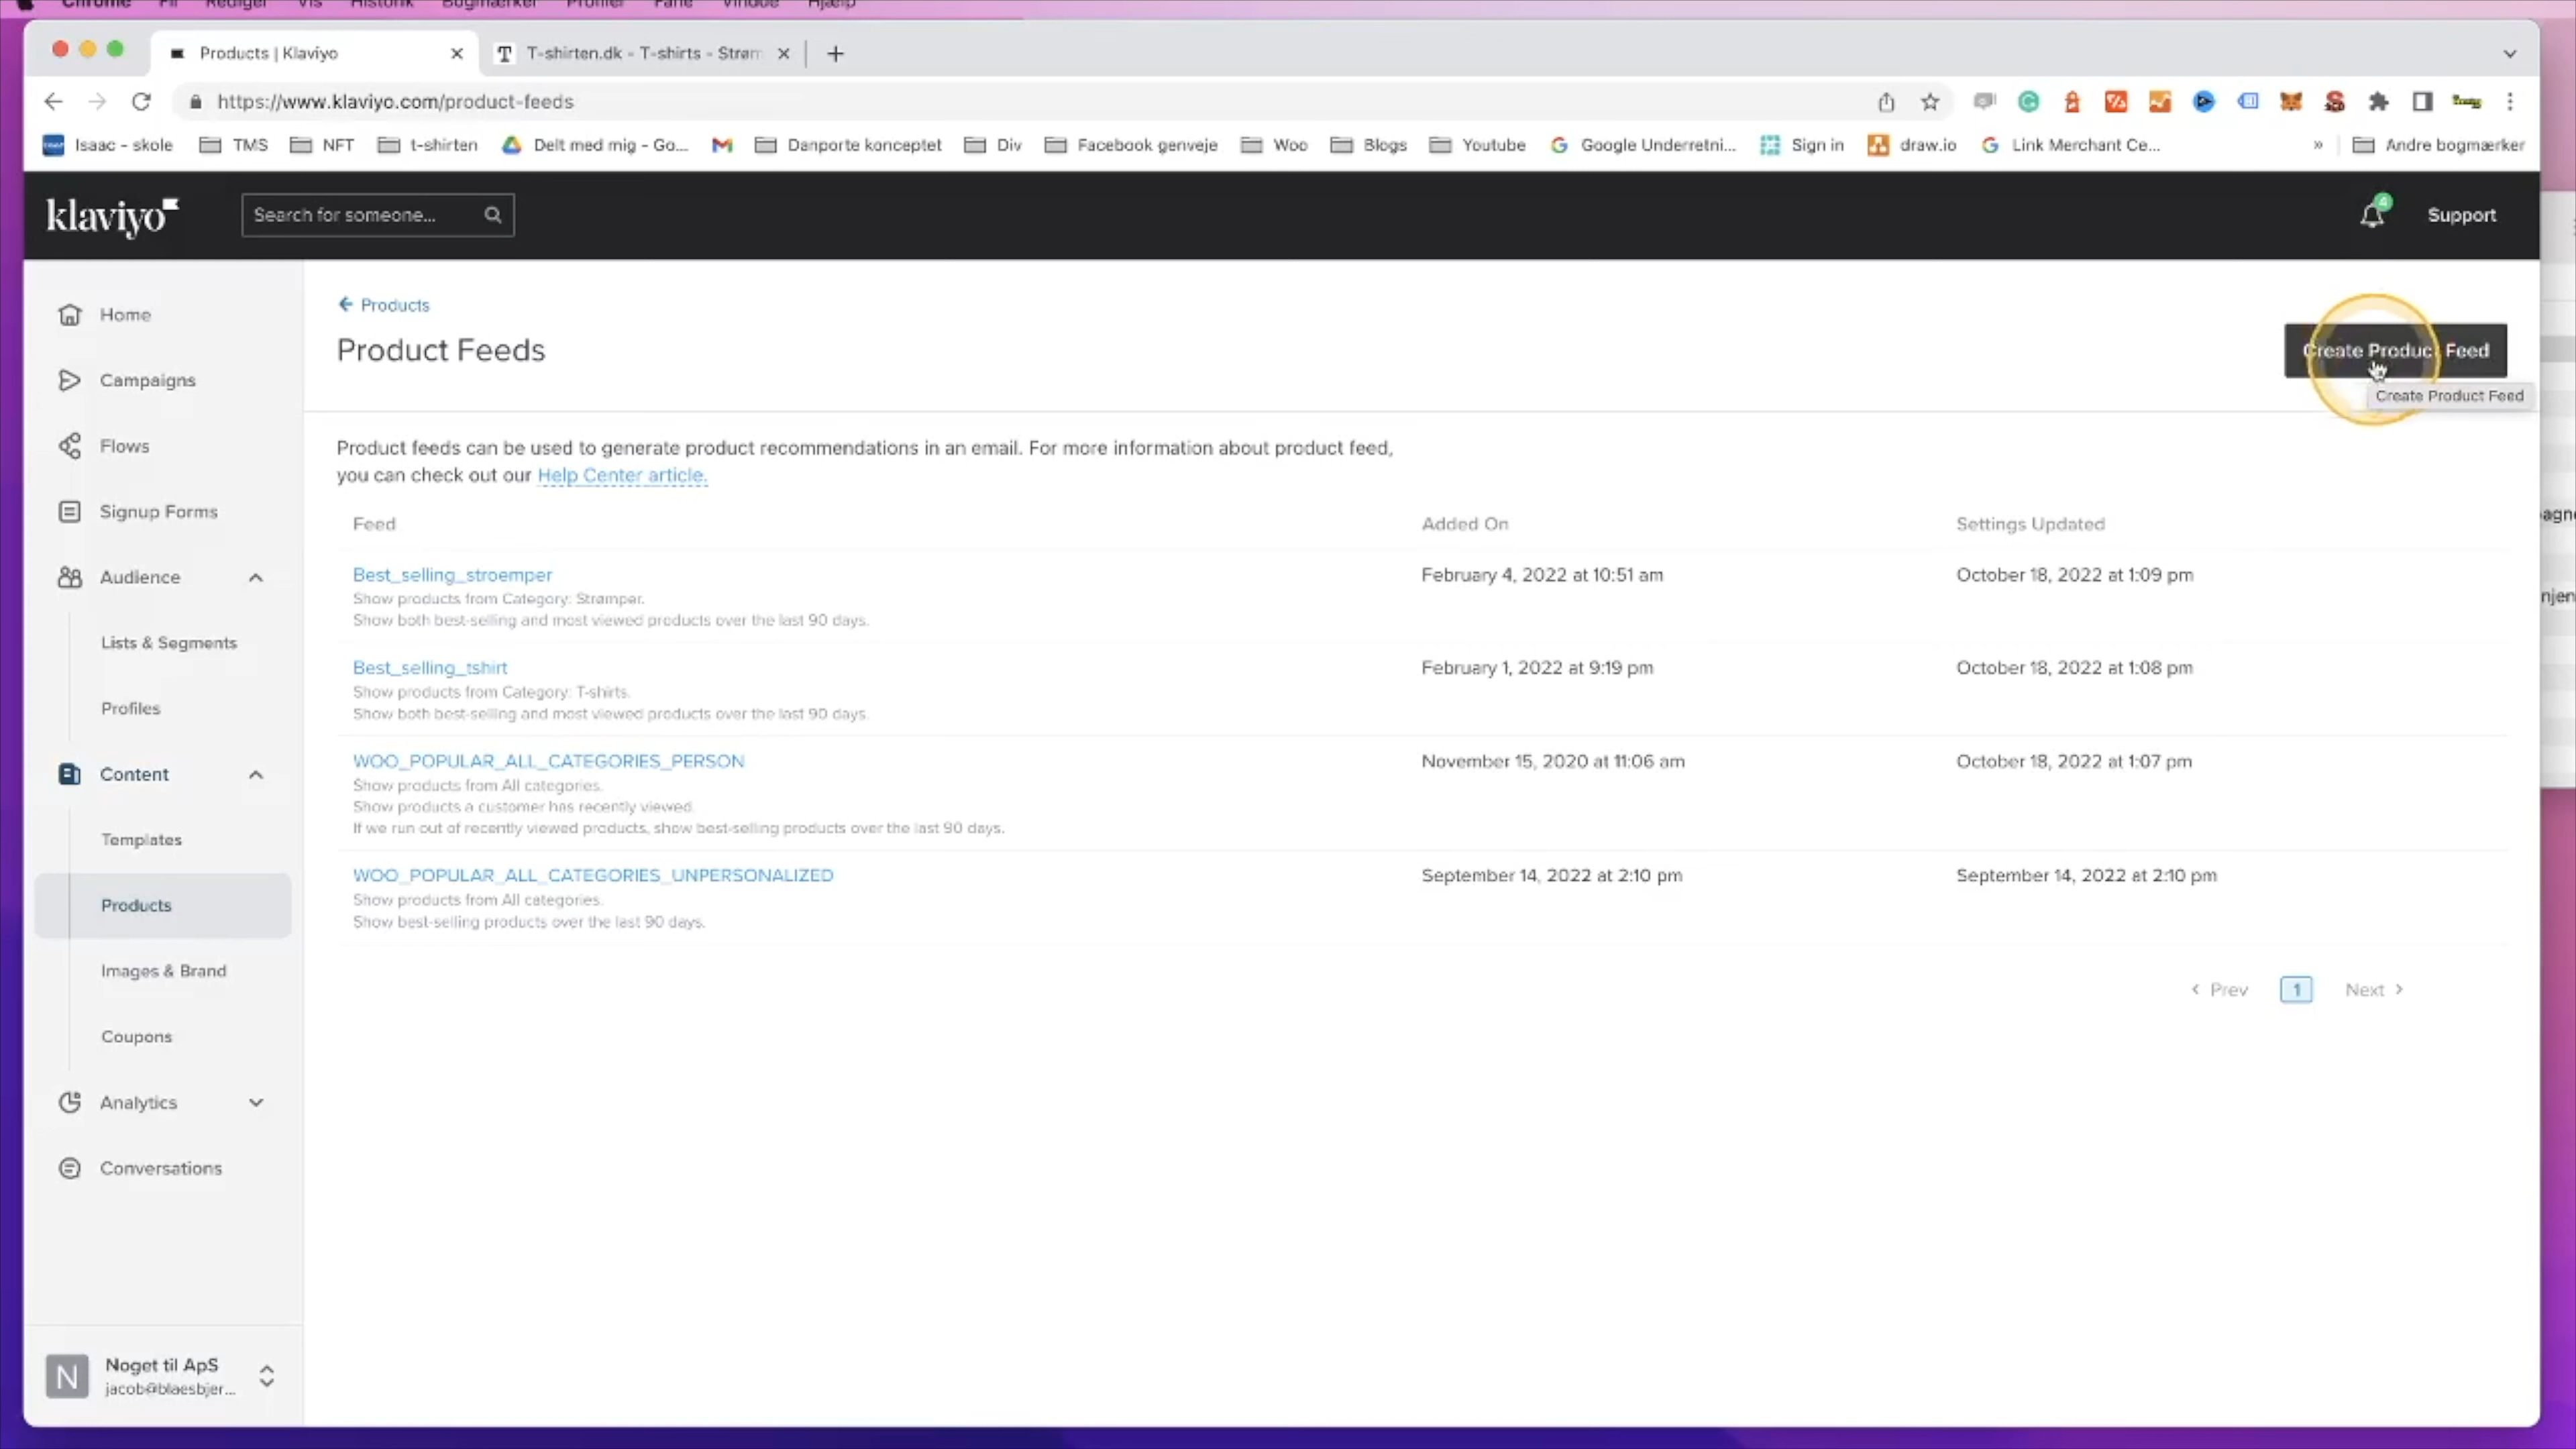 Chrome Fil Rediger Vis Historik Bogmærker Profiler Fane Vindue Hjælp
Products | Klaviyo
T-shirten.dk - T-shirts - Strøm
https://www.klaviyo.com/product-feeds
Isaac - skole TMS NFT t-shirten Delt med mig - Go... Danporte konceptet Div Facebook genveje Woo Blogs Youtube Google Underretni... Sign in draw.io Link Merchant Ce... » Andre bogmærker
klaviyo
Search for someone...
4
Support
Home
Campaigns
Flows
Signup Forms
Audience
Lists & Segments
Profiles
Content
Templates
Products
Images & Brand
Coupons
Analytics
Conversations
N
Noget til ApS
jacob@blaesbjer...
Products
Product Feeds
Create Product Feed
Create Product Feed
Product feeds can be used to generate product recommendations in an email. For more information about product feed,
you can check out our Help Center article.
Feed Added On Settings Updated
Best_selling_stroemper February 4, 2022 at 10:51 am October 18, 2022 at 1:09 pm
Show products from Category: Strømper.
Show both best-selling and most viewed products over the last 90 days.
Best_selling_tshirt February 1, 2022 at 9:19 pm October 18, 2022 at 1:08 pm
Show products from Category: T-shirts.
Show both best-selling and most viewed products over the last 90 days.
WOO_POPULAR_ALL_CATEGORIES_PERSON November 15, 2020 at 11:06 am October 18, 2022 at 1:07 pm
Show products from All categories.
Show products a customer has recently viewed.
If we run out of recently viewed products, show best-selling products over the last 90 days.
WOO_POPULAR_ALL_CATEGORIES_UNPERSONALIZED September 14, 2022 at 2:10 pm September 14, 2022 at 2:10 pm
Show products from All categories.
Show best-selling products over the last 90 days.
Prev 1 Next